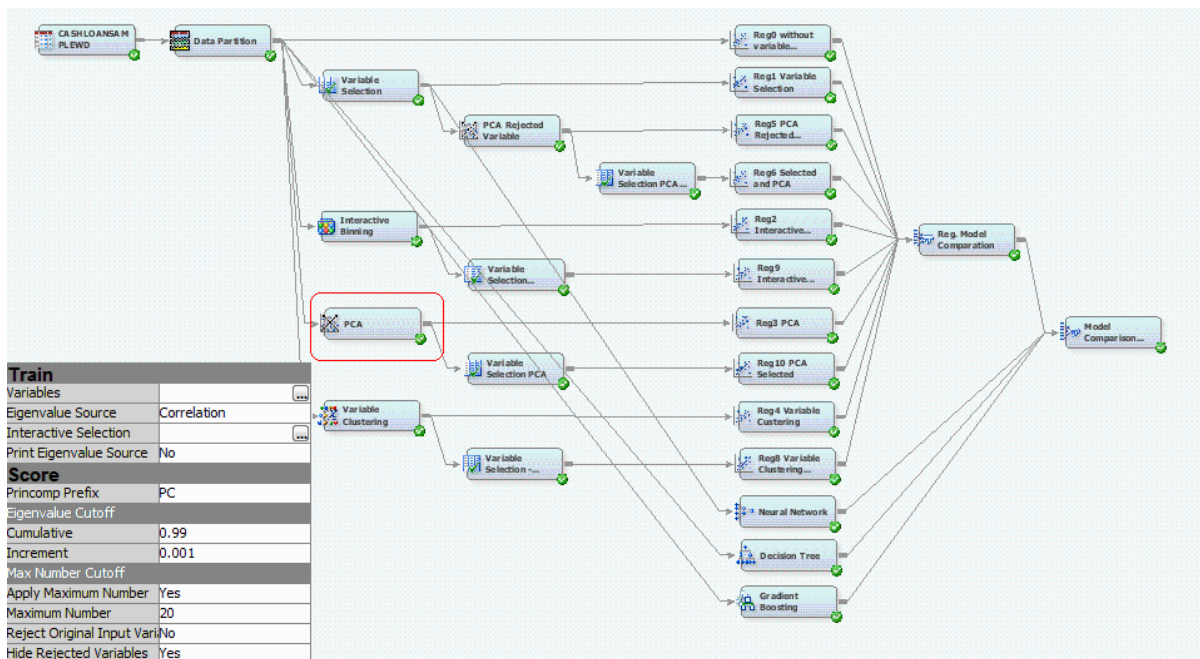 CASHLOANSAM
PLEWD
Data Partition
Reg0 without
variable...
Variable
Selection
Reg1 Variable
Selection
PCA Rejected
Variable
Reg5 PCA
Rejected...
Variable
Selection PCA...
Reg6 Selected
and PCA
Interactive
Binning
Reg2
Interactive...
Reg. Model
Comparation
Variable
Selection...
Reg9
Interactive...
PCA
Reg3 PCA
Model
Comparison...
Variable
Selection PCA
Reg10 PCA
Selected
Variable
Clustering
Reg4 Variable
Custering
Variable
Selection -...
Reg8 Variable
Clustering...
Neural Network
Decision Tree
Gradient
Boosting
Train
Variables ...
Eigenvalue Source Correlation
Interactive Selection ...
Print Eigenvalue Source No
Score
Princomp Prefix PC
Eigenvalue Cutoff
Cumulative 0.99
Increment 0.001
Max Number Cutoff
Apply Maximum Number Yes
Maximum Number 20
Reject Original Input Vari No
Hide Rejected Variables Yes